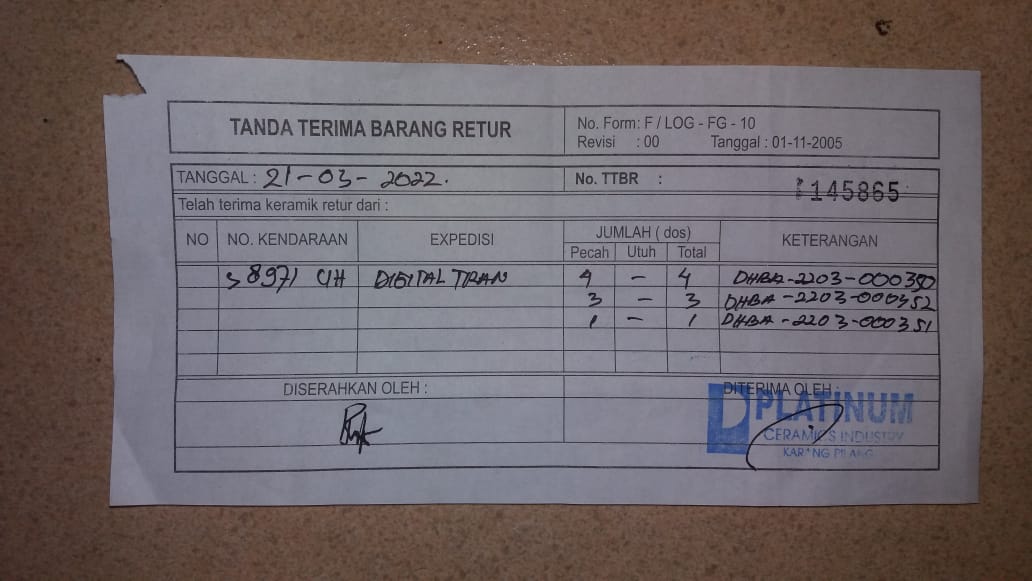 TANDA TERIMA BARANG RETUR
No. Form: F / LOG - FG - 10
Revisi : 00 Tanggal : 01-11-2005
TANGGAL : 21-03-2022.
No. TTBR : 145865
Telah terima keramik retur dari :
NO NO. KENDARAAN EXPEDISI JUMLAH ( dos) KETERANGAN
Pecah Utuh Total
S 8971 UH DIGITAL TRAN 4 - 4 DHBA-2203-000350
3 - 3 DHBA-2203-000352
1 - 1 DHBA-2203-000351
DISERAHKAN OLEH : DITERIMA OLEH :
PLATINUM
CERAMICS INDUSTRY
KARANG PILANG